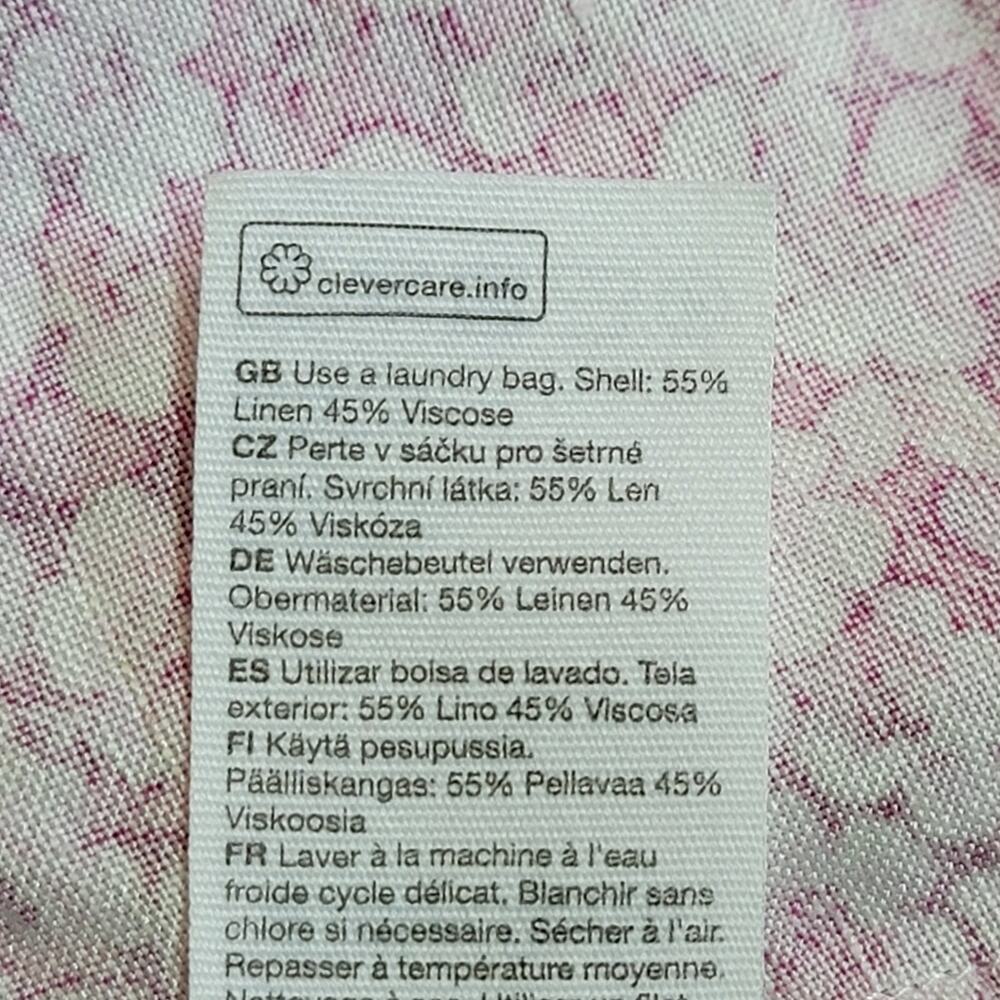 clevercare.info
GB Use a laundry bag. Shell: 55%
Linen 45% Viscose
CZ Perte v sáčku pro šetrné
praní. Svrchní látka: 55% Len
45% Viskóza
DE Wäschebeutel verwenden.
Obermaterial: 55% Leinen 45%
Viskose
ES Utilizar bolsa de lavado. Tela
exterior: 55% Lino 45% Viscosa
FI Käytä pesupussia.
Päälliskangas: 55% Pellavaa 45%
Viskoosia
FR Laver à la machine à l'eau
froide cycle délicat. Blanchir sans
chlore si nécessaire. Sécher à l'air.
Repasser à température moyenne.